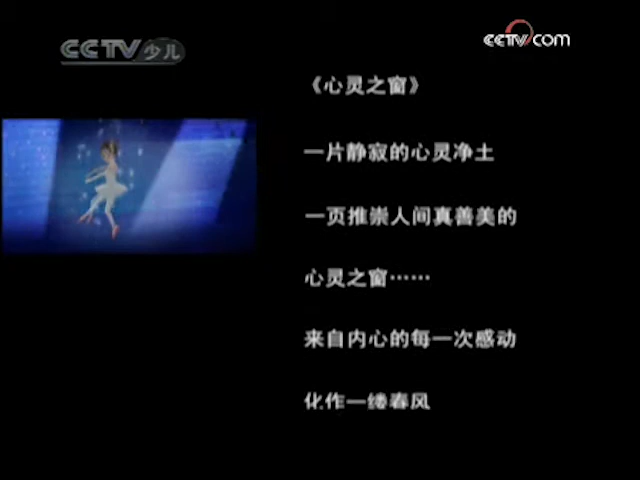 CCTV少儿
CCTV.com
《心灵之窗》
一片静寂的心灵净土
一页推崇人间真善美的
心灵之窗……
来自内心的每一次感动
化作一缕春风